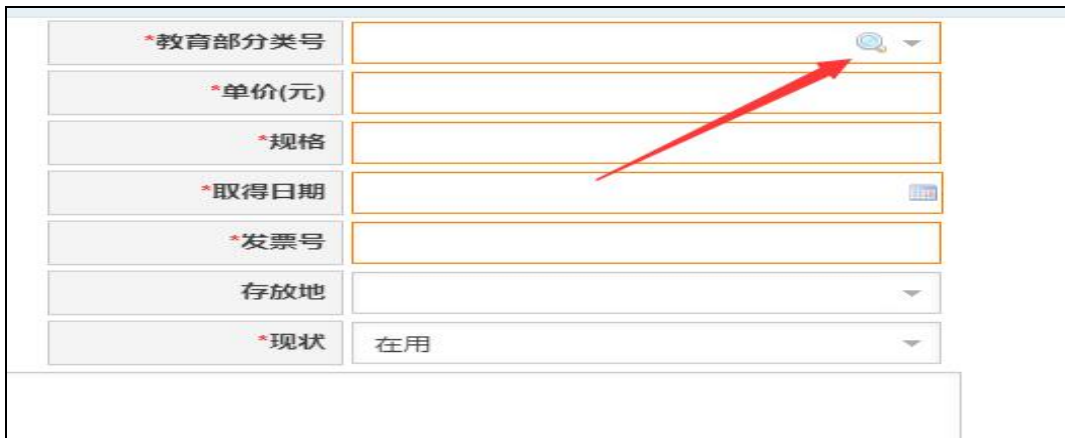 *教育部分类号
*单价(元)
*规格
*取得日期
*发票号
存放地
*现状 在用